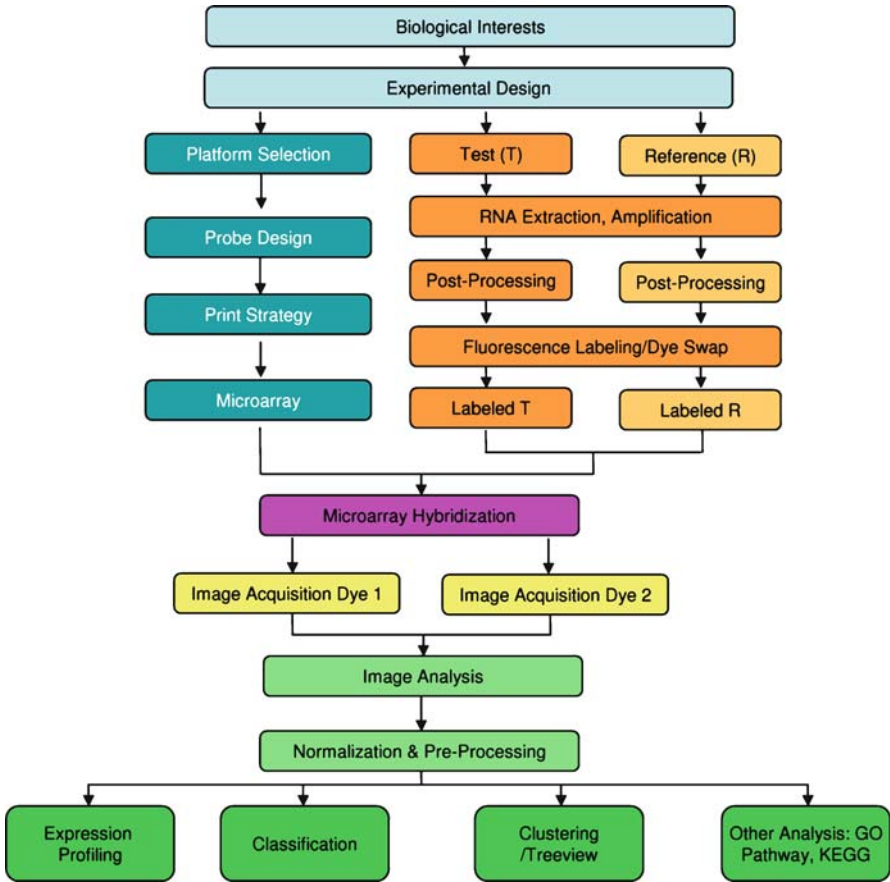 Biological Interests
Experimental Design
Platform Selection
Test (T)
Reference (R)
RNA Extraction, Amplification
Probe Design
Post-Processing
Post-Processing
Print Strategy
Fluorescence Labeling/Dye Swap
Microarray
Labeled T
Labeled R
Microarray Hybridization
Image Acquisition Dye 1
Image Acquisition Dye 2
Image Analysis
Normalization & Pre-Processing
Expression
Profiling
Classification
Clustering
/Treeview
Other Analysis: GO
Pathway, KEGG